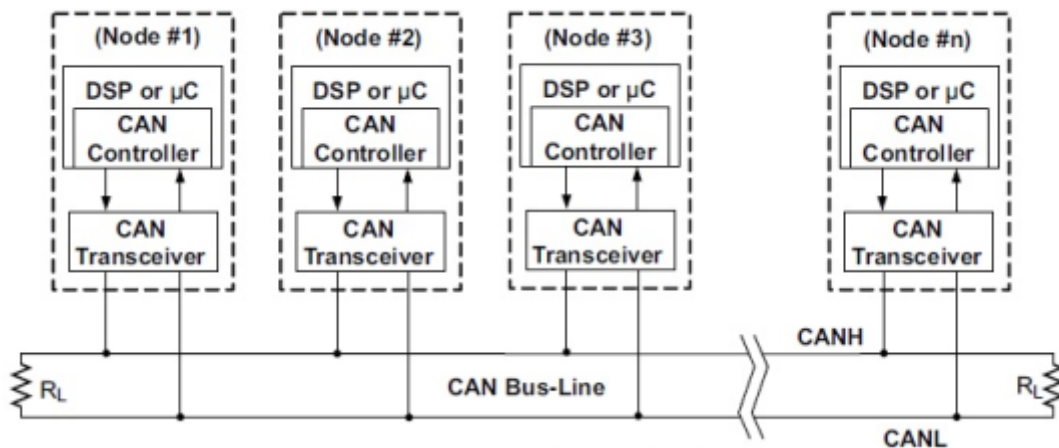 (Node #1)
DSP or µC
CAN
Controller
CAN
Transceiver
(Node #2)
DSP or µC
CAN
Controller
CAN
Transceiver
(Node #3)
DSP or µC
CAN
Controller
CAN
Transceiver
(Node #n)
DSP or µC
CAN
Controller
CAN
Transceiver
CANH
RL
CAN Bus-Line
RL
CANL